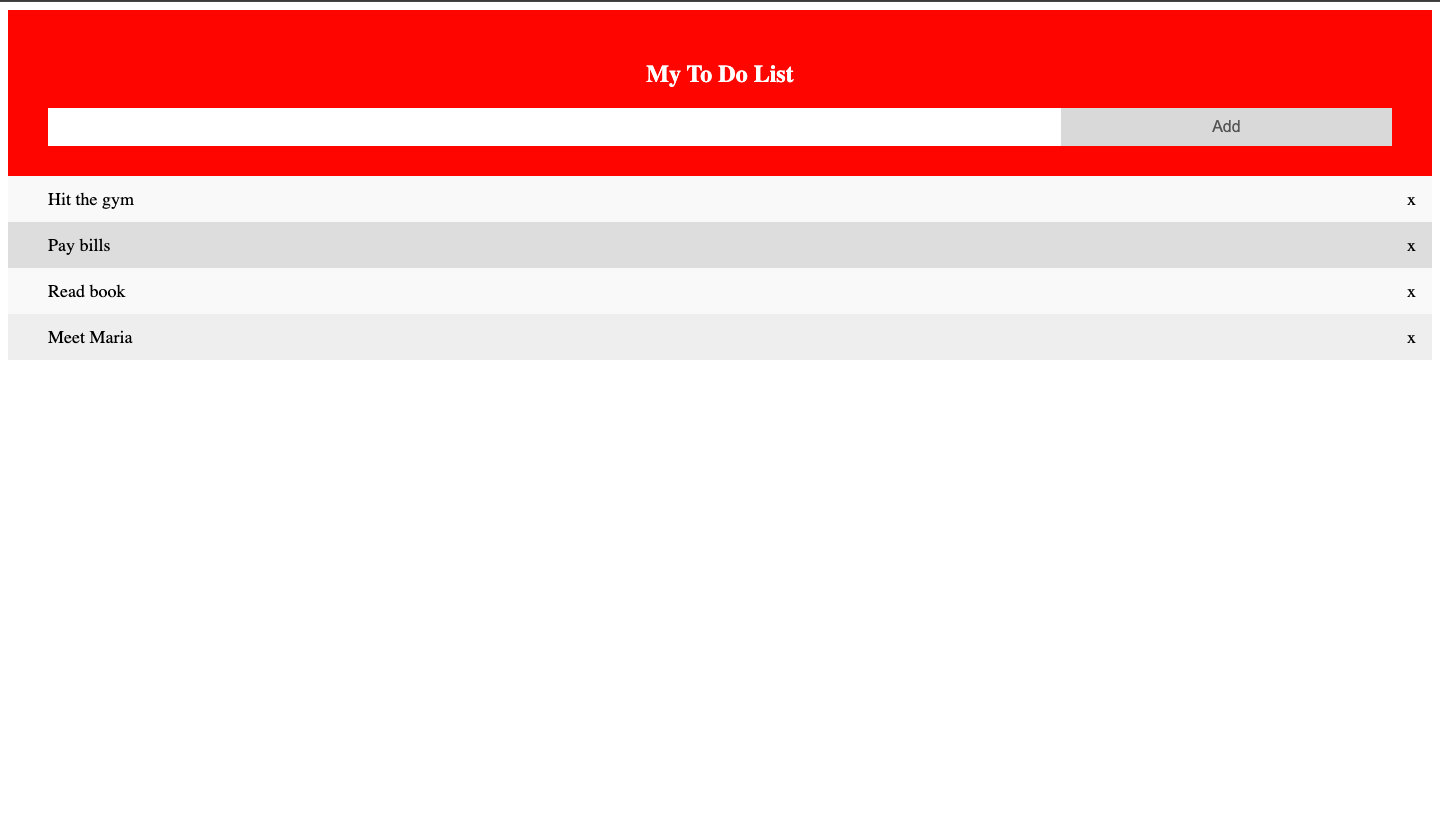 My To Do List
Add
Hit the gym x
Pay bills x
Read book x
Meet Maria x